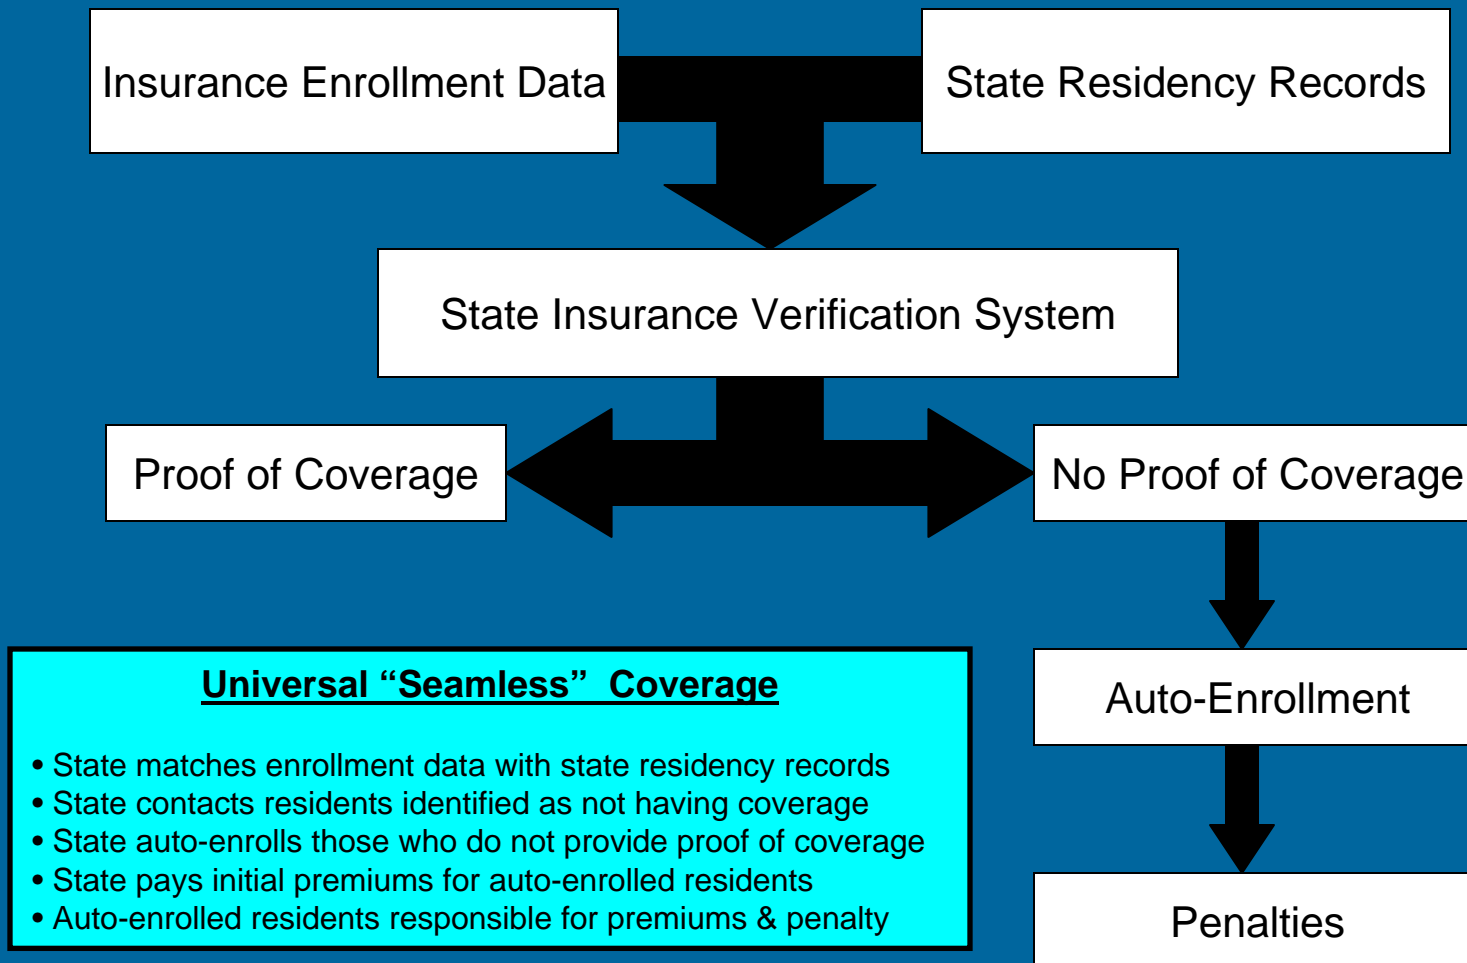 Insurance Enrollment Data
State Residency Records
State Insurance Verification System
Proof of Coverage
No Proof of Coverage
Universal “Seamless”  Coverage
• State matches enrollment data with state residency records
• State contacts residents identified as not having coverage
• State auto-enrolls those who do not provide proof of coverage
• State pays initial premiums for auto-enrolled residents
• Auto-enrolled residents responsible for premiums & penalty
Auto-Enrollment
Penalties